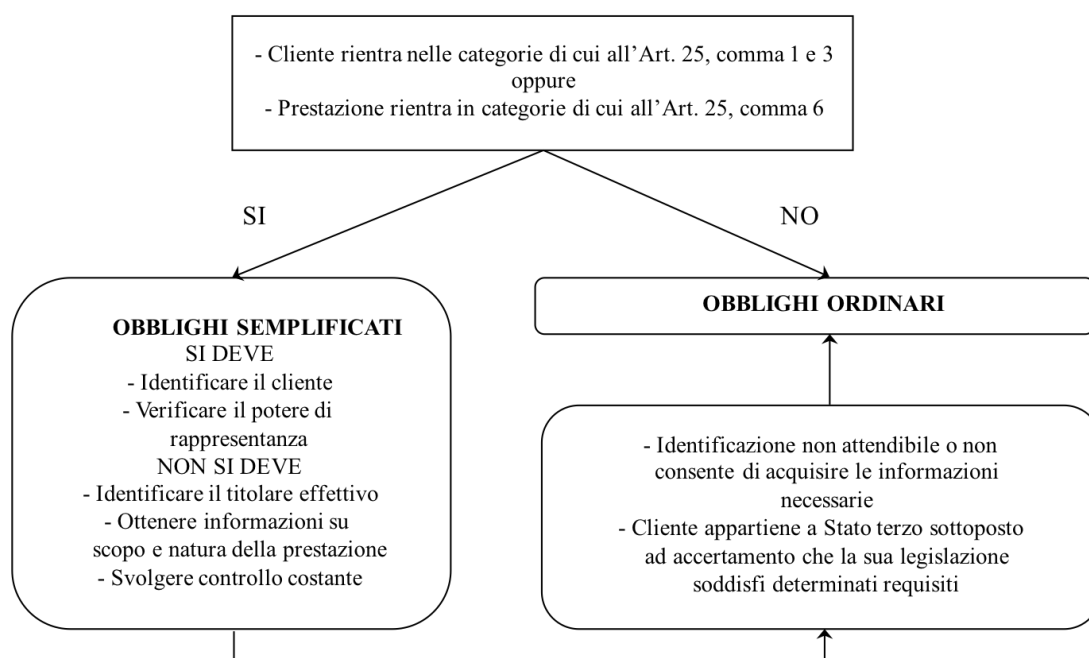 - Cliente rientra nelle categorie di cui all'Art. 25, comma 1 e 3
oppure
- Prestazione rientra in categorie di cui all'Art. 25, comma 6
SI
NO
OBBLIGHI SEMPLIFICATI
SI DEVE
- Identificare il cliente
- Verificare il potere di
rappresentanza
NON SI DEVE
- Identificare il titolare effettivo
- Ottenere informazioni su
scopo e natura della prestazione
- Svolgere controllo costante
OBBLIGHI ORDINARI
- Identificazione non attendibile o non
consente di acquisire le informazioni
necessarie
- Cliente appartiene a Stato terzo sottoposto
ad accertamento che la sua legislazione
soddisfi determinati requisiti